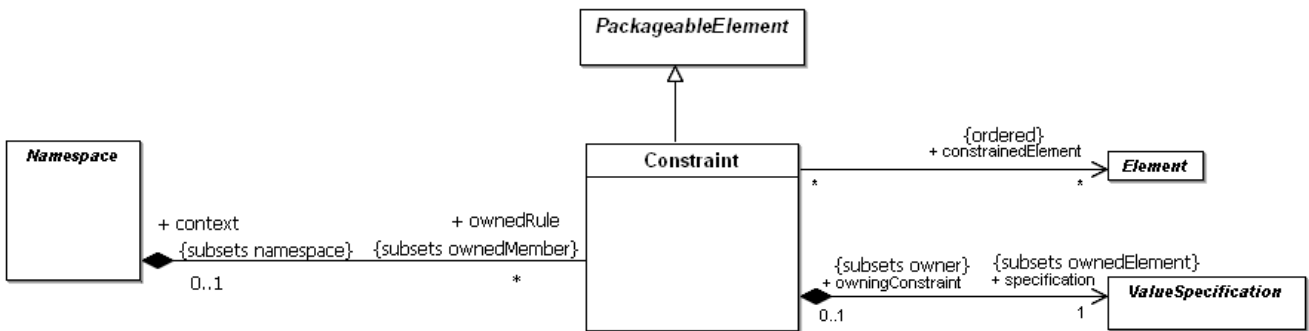 PackageableElement
Namespace
Constraint
{ordered}
+ constrainedElement
*
*
Element
+ context
{subsets namespace}
0..1
+ ownedRule
{subsets ownedMember}
*
{subsets owner}
+ owningConstraint
0..1
{subsets ownedElement}
+ specification
1
ValueSpecification